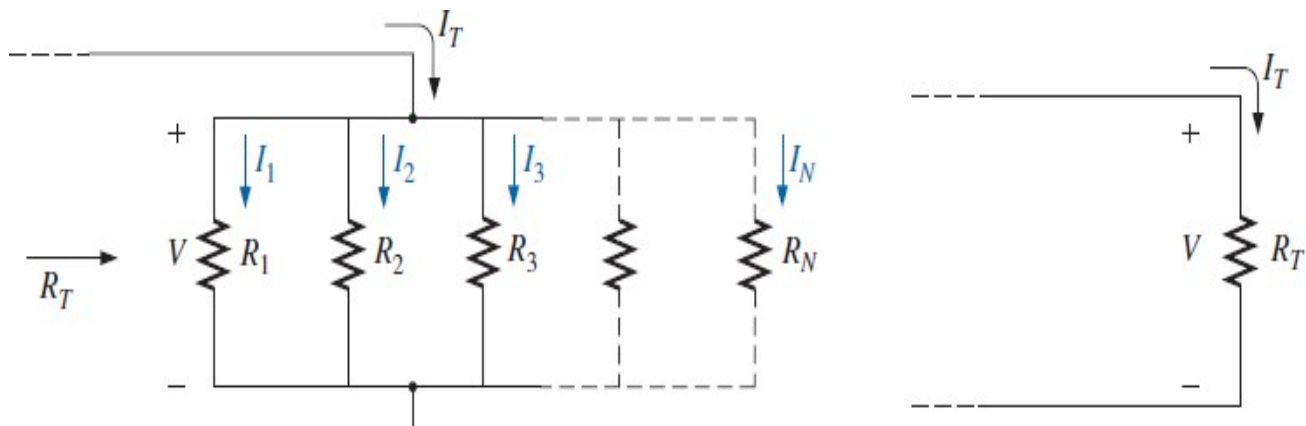 I_T
I_T
+ I_1 I_2 I_3 I_N
+
V R_1 R_2 R_3 R_N
V R_T
R_T
−
−